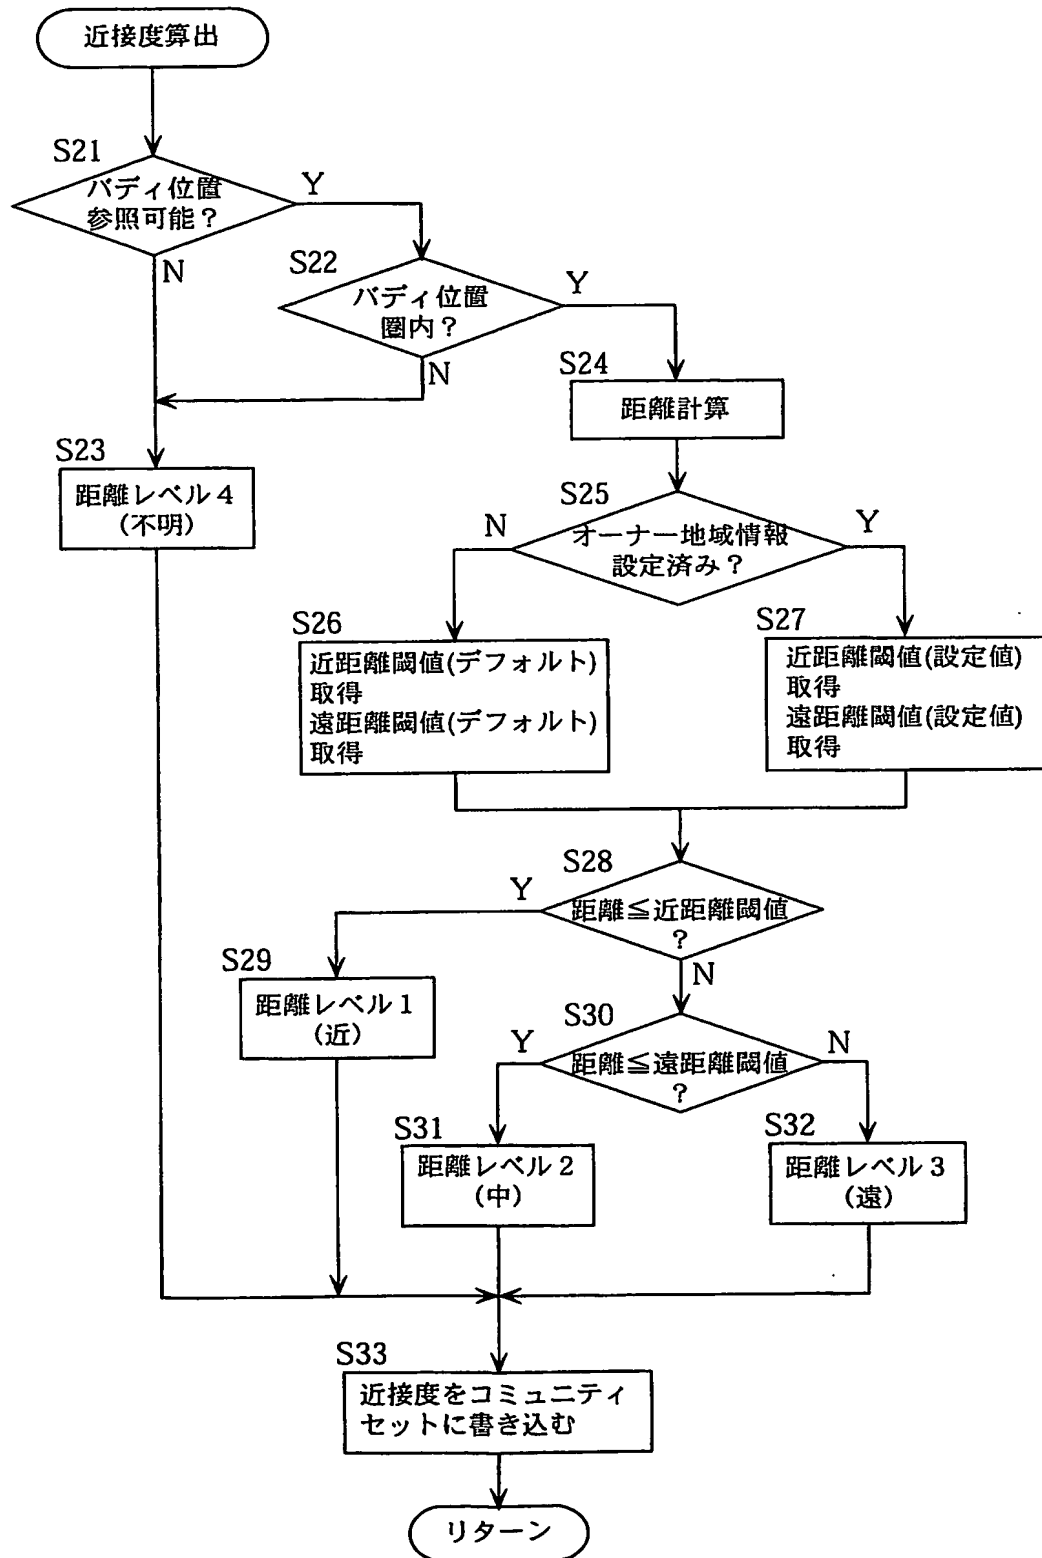 近接度算出
S21
バディ位置
参照可能？
Y
N
S22
バディ位置
圏内？
Y
N
S24
距離計算
S23
距離レベル４
(不明)
S25
オーナー地域情報
設定済み？
N
Y
S26
近距離閾値(デフォルト)
取得
遠距離閾値(デフォルト)
取得
S27
近距離閾値(設定値)
取得
遠距離閾値(設定値)
取得
S28
距離≦近距離閾値
？
Y
N
S29
距離レベル１
(近)
S30
距離≦遠距離閾値
？
Y
N
S31
距離レベル２
(中)
S32
距離レベル３
(遠)
S33
近接度をコミュニティ
セットに書き込む
リターン